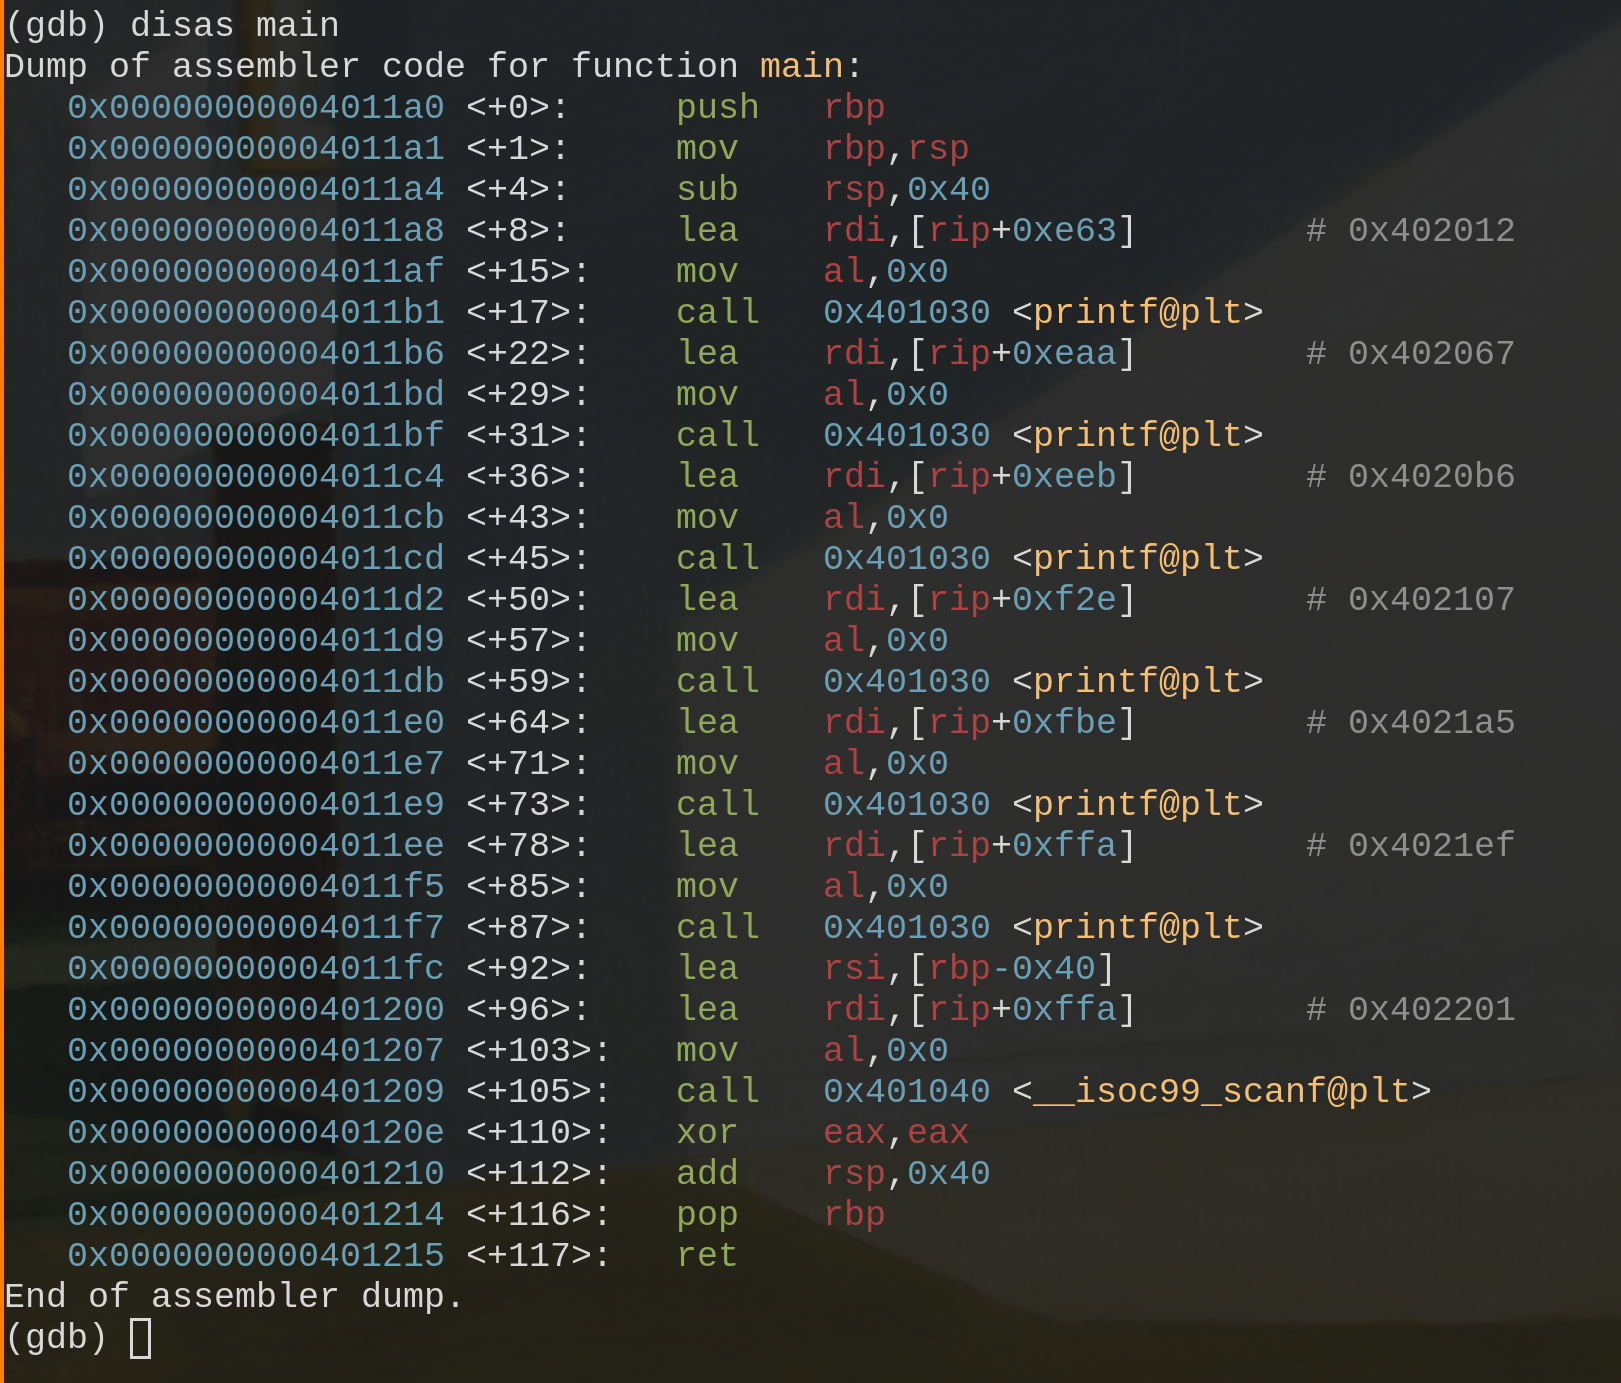 (gdb) disas main
Dump of assembler code for function main:
   0x00000000004011a0 <+0>:     push   rbp
   0x00000000004011a1 <+1>:     mov    rbp,rsp
   0x00000000004011a4 <+4>:     sub    rsp,0x40
   0x00000000004011a8 <+8>:     lea    rdi,[rip+0xe63]        # 0x402012
   0x00000000004011af <+15>:    mov    al,0x0
   0x00000000004011b1 <+17>:    call   0x401030 <printf@plt>
   0x00000000004011b6 <+22>:    lea    rdi,[rip+0xeaa]        # 0x402067
   0x00000000004011bd <+29>:    mov    al,0x0
   0x00000000004011bf <+31>:    call   0x401030 <printf@plt>
   0x00000000004011c4 <+36>:    lea    rdi,[rip+0xeeb]        # 0x4020b6
   0x00000000004011cb <+43>:    mov    al,0x0
   0x00000000004011cd <+45>:    call   0x401030 <printf@plt>
   0x00000000004011d2 <+50>:    lea    rdi,[rip+0xf2e]        # 0x402107
   0x00000000004011d9 <+57>:    mov    al,0x0
   0x00000000004011db <+59>:    call   0x401030 <printf@plt>
   0x00000000004011e0 <+64>:    lea    rdi,[rip+0xfbe]        # 0x4021a5
   0x00000000004011e7 <+71>:    mov    al,0x0
   0x00000000004011e9 <+73>:    call   0x401030 <printf@plt>
   0x00000000004011ee <+78>:    lea    rdi,[rip+0xffa]        # 0x4021ef
   0x00000000004011f5 <+85>:    mov    al,0x0
   0x00000000004011f7 <+87>:    call   0x401030 <printf@plt>
   0x00000000004011fc <+92>:    lea    rsi,[rbp-0x40]
   0x0000000000401200 <+96>:    lea    rdi,[rip+0xffa]        # 0x402201
   0x0000000000401207 <+103>:   mov    al,0x0
   0x0000000000401209 <+105>:   call   0x401040 <__isoc99_scanf@plt>
   0x000000000040120e <+110>:   xor    eax,eax
   0x0000000000401210 <+112>:   add    rsp,0x40
   0x0000000000401214 <+116>:   pop    rbp
   0x0000000000401215 <+117>:   ret
End of assembler dump.
(gdb)